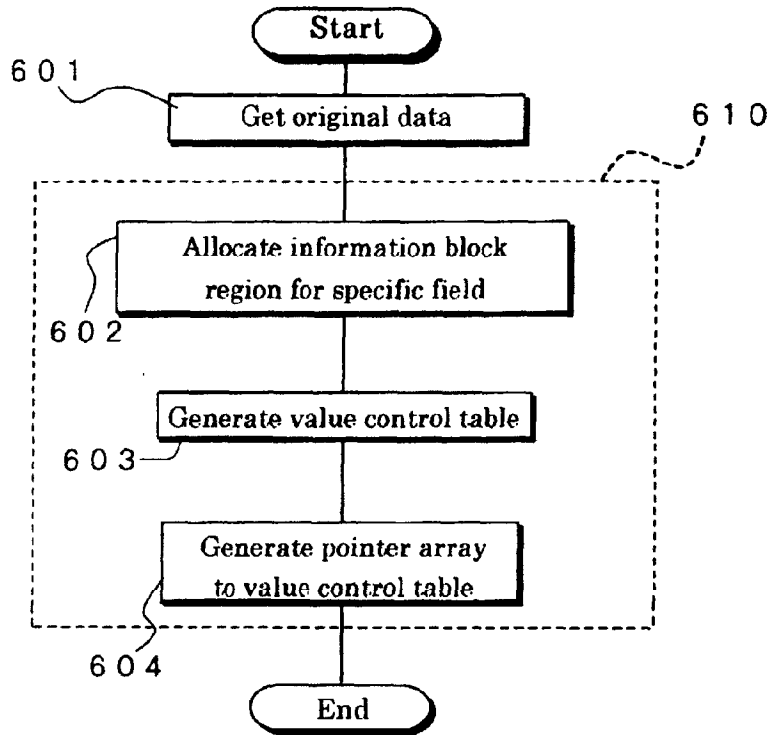 Start
601
Get original data
610
Allocate information block
region for specific field
602
Generate value control table
603
Generate pointer array
to value control table
604
End